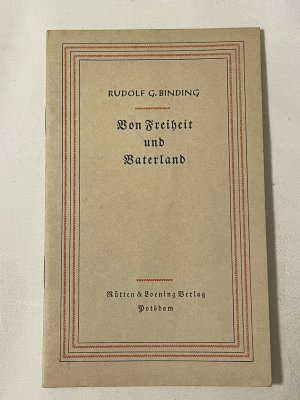 RUDOLF G. BINDING
Von Freiheit
und
Vaterland
Rütten & Loening Verlag
Potsdam